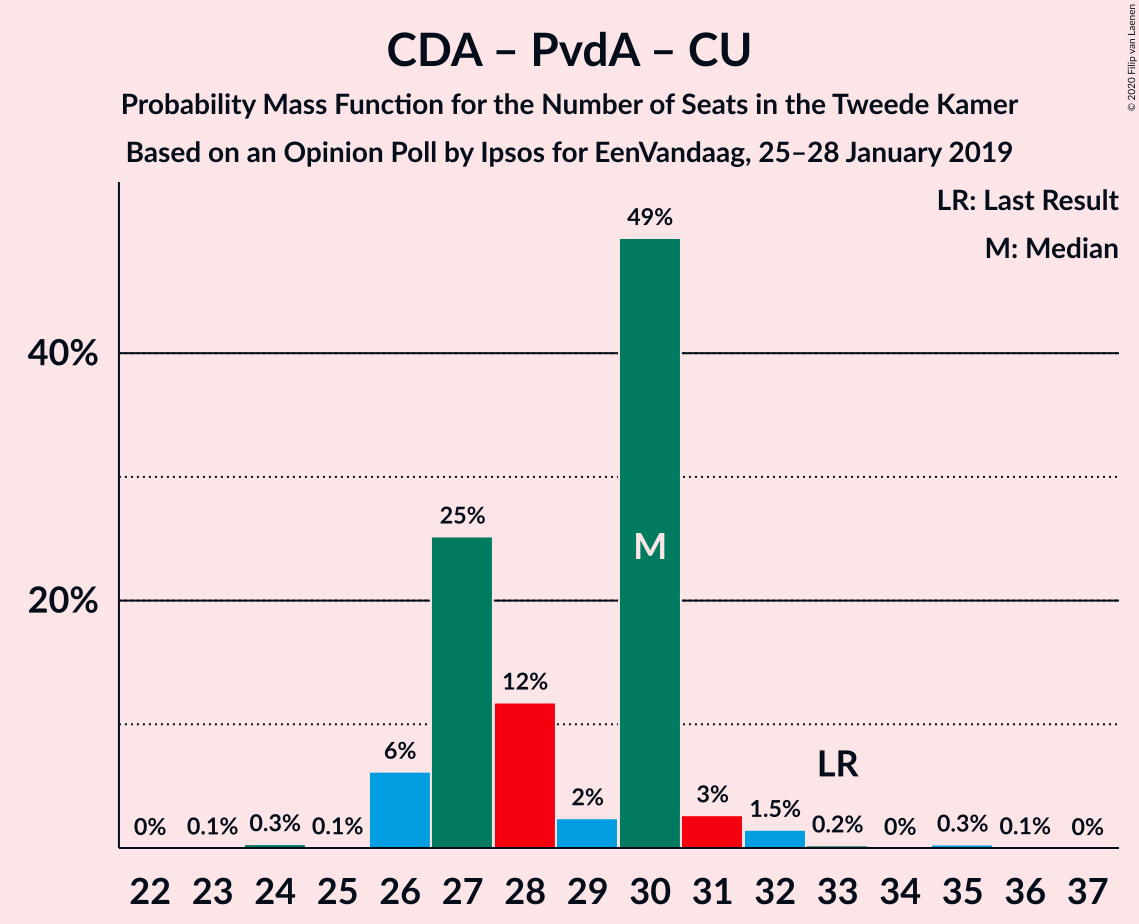 CDA – PvdA – CU
Probability Mass Function for the Number of Seats in the Tweede Kamer
Based on an Opinion Poll by Ipsos for EenVandaag, 25–28 January 2019
© 2020 Filip van Laenen
LR: Last Result
M: Median
49%
40%
25%
M
20%
12%
LR
6%
3%
2%
1.5%
0% 0.1% 0.3% 0.1% 0.2% 0% 0.3% 0.1% 0%
22 23 24 25 26 27 28 29 30 31 32 33 34 35 36 37